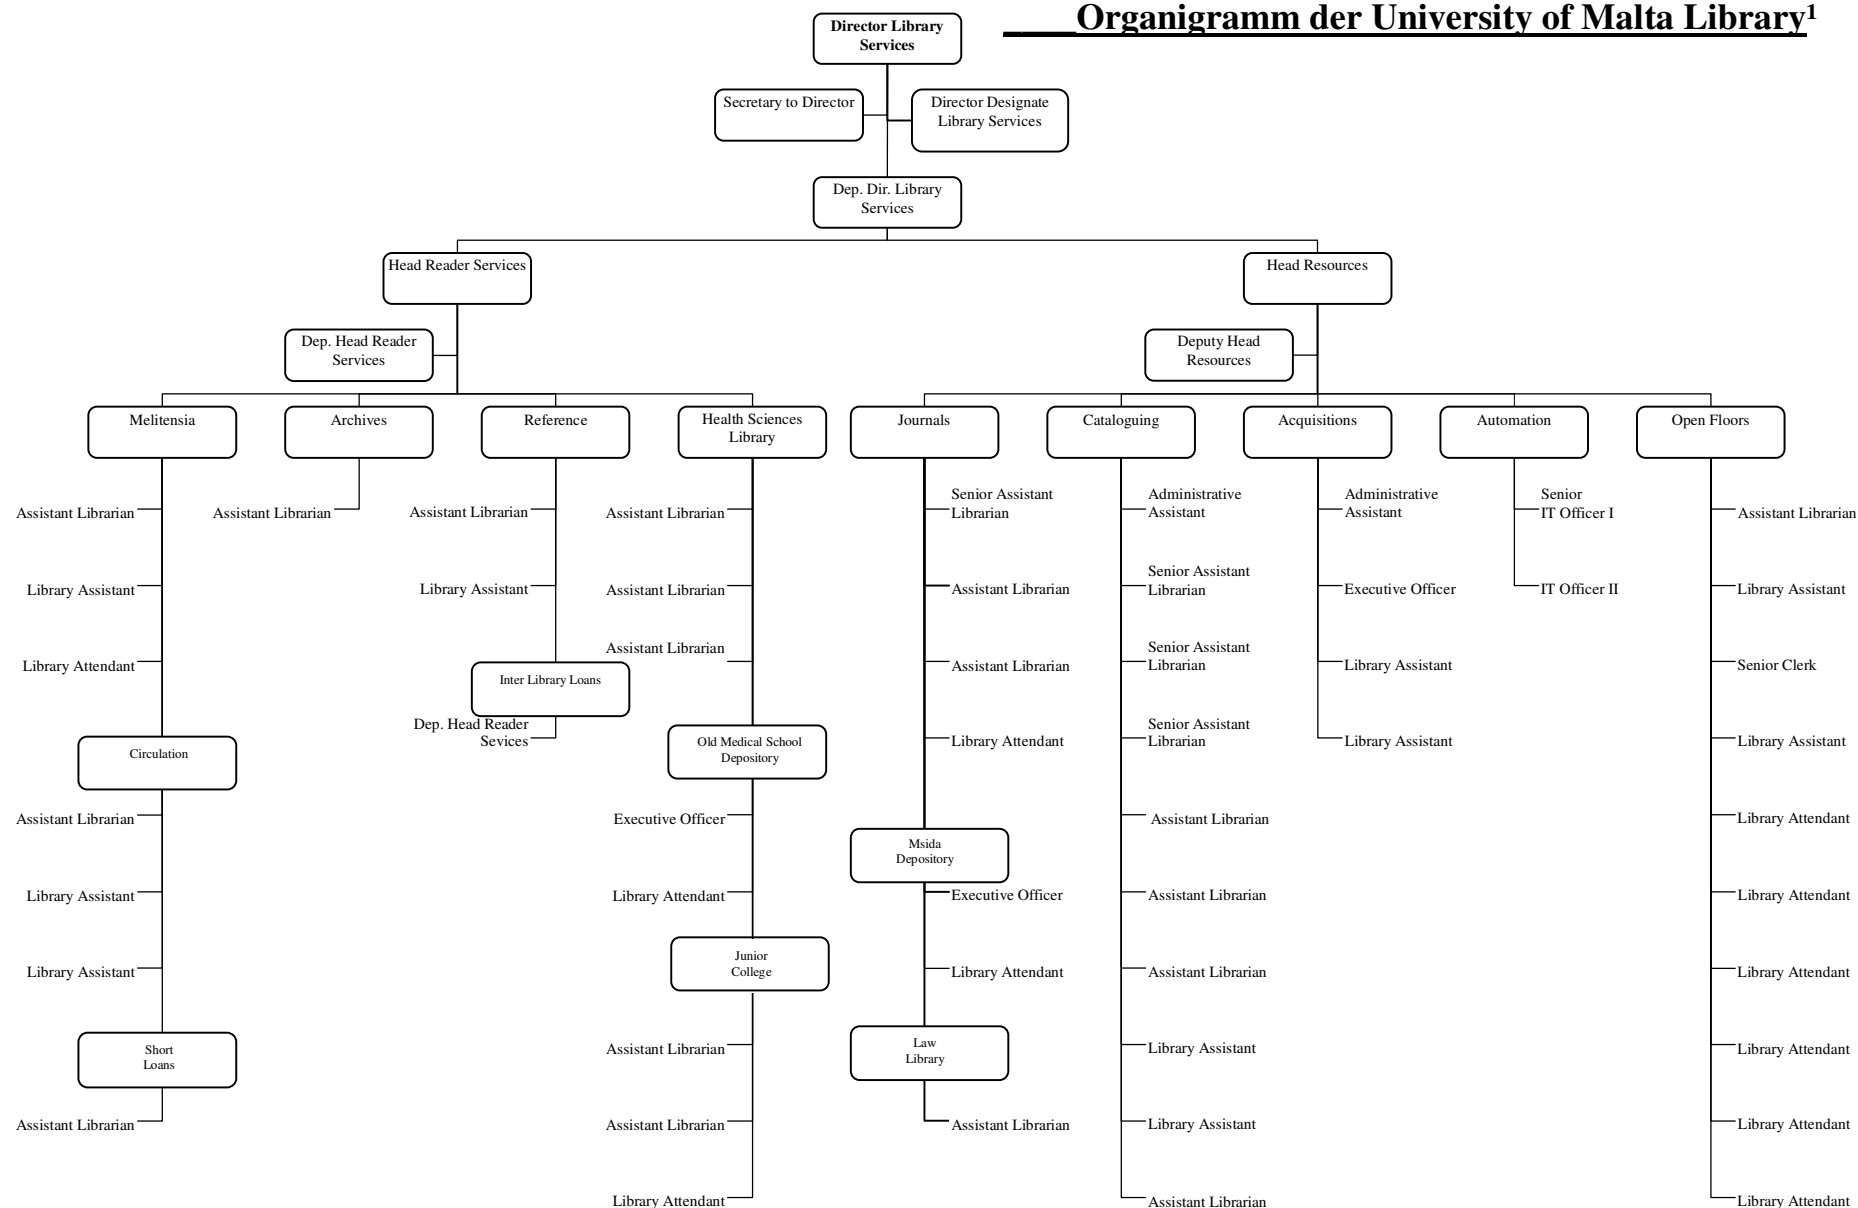 Organigramm der University of Malta Library¹
Director Library
Services
Secretary to Director
Director Designate
Library Services
Dep. Dir. Library
Services
Head Reader Services
Head Resources
Dep. Head Reader
Services
Deputy Head
Resources
Melitensia
Archives
Reference
Health Sciences
Library
Journals
Cataloguing
Acquisitions
Automation
Open Floors
Assistant Librarian
Library Assistant
Library Attendant
Circulation
Assistant Librarian
Library Assistant
Library Assistant
Short
Loans
Assistant Librarian
Assistant Librarian
Assistant Librarian
Library Assistant
Inter Library Loans
Dep. Head Reader
Sevices
Assistant Librarian
Assistant Librarian
Assistant Librarian
Old Medical School
Depository
Executive Officer
Library Attendant
Junior
College
Assistant Librarian
Assistant Librarian
Library Attendant
Senior Assistant
Librarian
Assistant Librarian
Assistant Librarian
Library Attendant
Msida
Depository
Executive Officer
Library Attendant
Law
Library
Assistant Librarian
Administrative
Assistant
Senior Assistant
Librarian
Senior Assistant
Librarian
Senior Assistant
Librarian
Assistant Librarian
Assistant Librarian
Assistant Librarian
Library Assistant
Library Assistant
Assistant Librarian
Administrative
Assistant
Executive Officer
Library Assistant
Library Assistant
Senior
IT Officer I
IT Officer II
Assistant Librarian
Library Assistant
Senior Clerk
Library Assistant
Library Attendant
Library Attendant
Library Attendant
Library Attendant
Library Attendant
Library Attendant